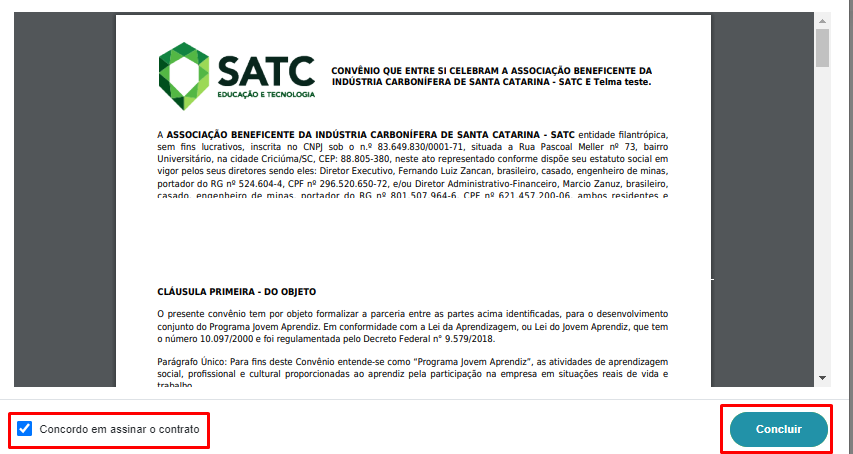 SATC
EDUCAÇÃO E TECNOLOGIA
CONVÊNIO QUE ENTRE SI CELEBRAM A ASSOCIAÇÃO BENEFICENTE DA
INDÚSTRIA CARBONÍFERA DE SANTA CATARINA - SATC E Telma teste.
A ASSOCIAÇÃO BENEFICENTE DA INDÚSTRIA CARBONÍFERA DE SANTA CATARINA - SATC entidade filantrópica,
sem fins lucrativos, inscrita no CNPJ sob o n.º 83.649.830/0001-71, situada a Rua Pascoal Meller nº 73, bairro
Universitário, na cidade Criciúma/SC, CEP: 88.805-380, neste ato representado conforme dispõe seu estatuto social em
vigor pelos seus diretores sendo eles: Diretor Executivo, Fernando Luiz Zancan, brasileiro, casado, engenheiro de minas,
portador do RG nº 524.604-4, CPF nº 296.520.650-72, e/ou Diretor Administrativo-Financeiro, Marcio Zanuz, brasileiro,
casado, engenheiro de minas, portador do RG nº 801.507.964-6, CPF nº 621.457.200-06, ambos residentes e
CLÁUSULA PRIMEIRA - DO OBJETO
O presente convênio tem por objeto formalizar a parceria entre as partes acima identificadas, para o desenvolvimento
conjunto do Programa Jovem Aprendiz. Em conformidade com a Lei da Aprendizagem, ou Lei do Jovem Aprendiz, que tem
o número 10.097/2000 e foi regulamentada pelo Decreto Federal n° 9.579/2018.
Parágrafo Único: Para fins deste Convênio entende-se como “Programa Jovem Aprendiz”, as atividades de aprendizagem
social, profissional e cultural proporcionadas ao aprendiz pela participação na empresa em situações reais de vida e
trabalho
Concordo em assinar o contrato
Concluir